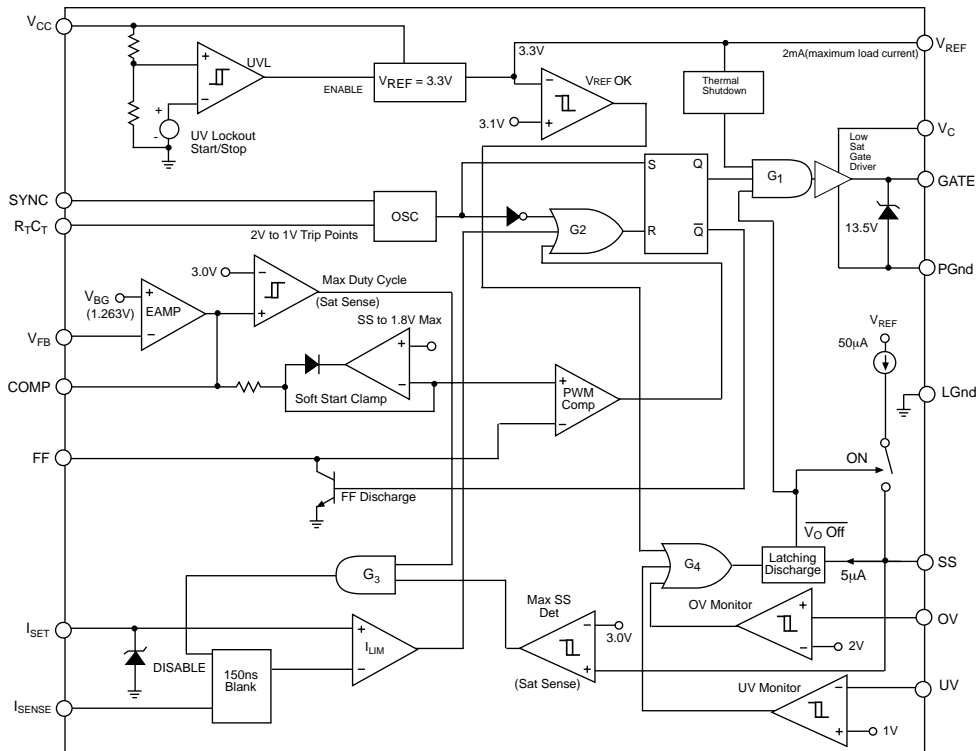 VCC
UVL
ENABLE
VREF = 3.3V
3.3V
VREF OK
3.1V
2mA(maximum load current)
VREF
Thermal
Shutdown
UV Lockout
Start/Stop
+
-
Low
Sat
Gate
Driver
VC
G1
GATE
13.5V
PGnd
SYNC
RTCT
OSC
2V to 1V Trip Points
G2
S
Q
R
Q̅
3.0V
Max Duty Cycle
(Sat Sense)
VBG
(1.263V)
EAMP
VFB
COMP
SS to 1.8V Max
Soft Start Clamp
PWM
Comp
VREF
50μA
LGnd
FF
FF Discharge
ON
VO Off
G3
G4
Latching
Discharge
5μA
SS
Max SS
Det
3.0V
(Sat Sense)
OV Monitor
2V
OV
ISET
DISABLE
150ns
Blank
ILIM
ISENSE
UV Monitor
1V
UV